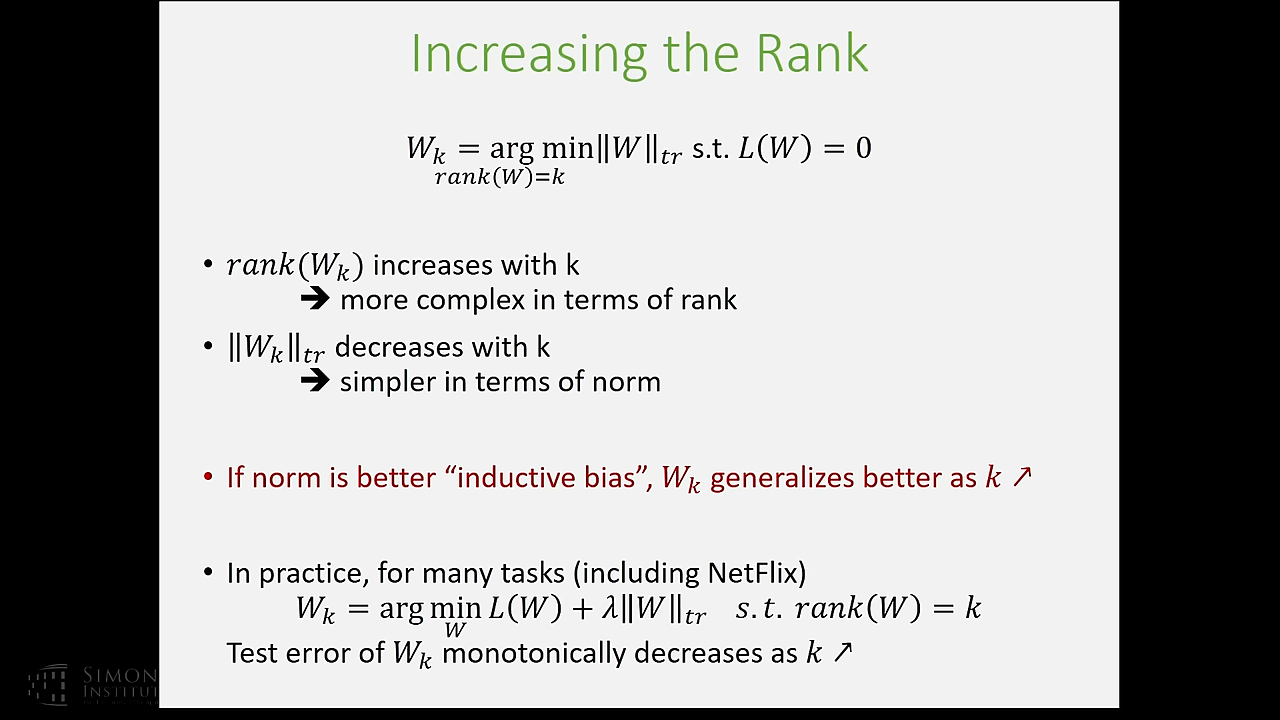 Increasing the Rank
W_k = arg min‖W‖_tr s.t. L(W) = 0
rank(W)=k
• rank(W_k) increases with k
➔ more complex in terms of rank
• ‖W_k‖_tr decreases with k
➔ simpler in terms of norm
• If norm is better “inductive bias”, W_k generalizes better as k ↗
• In practice, for many tasks (including NetFlix)
W_k = arg min L(W) + λ‖W‖_tr s.t. rank(W) = k
W
Test error of W_k monotonically decreases as k ↗
SIMON
INSTITUT